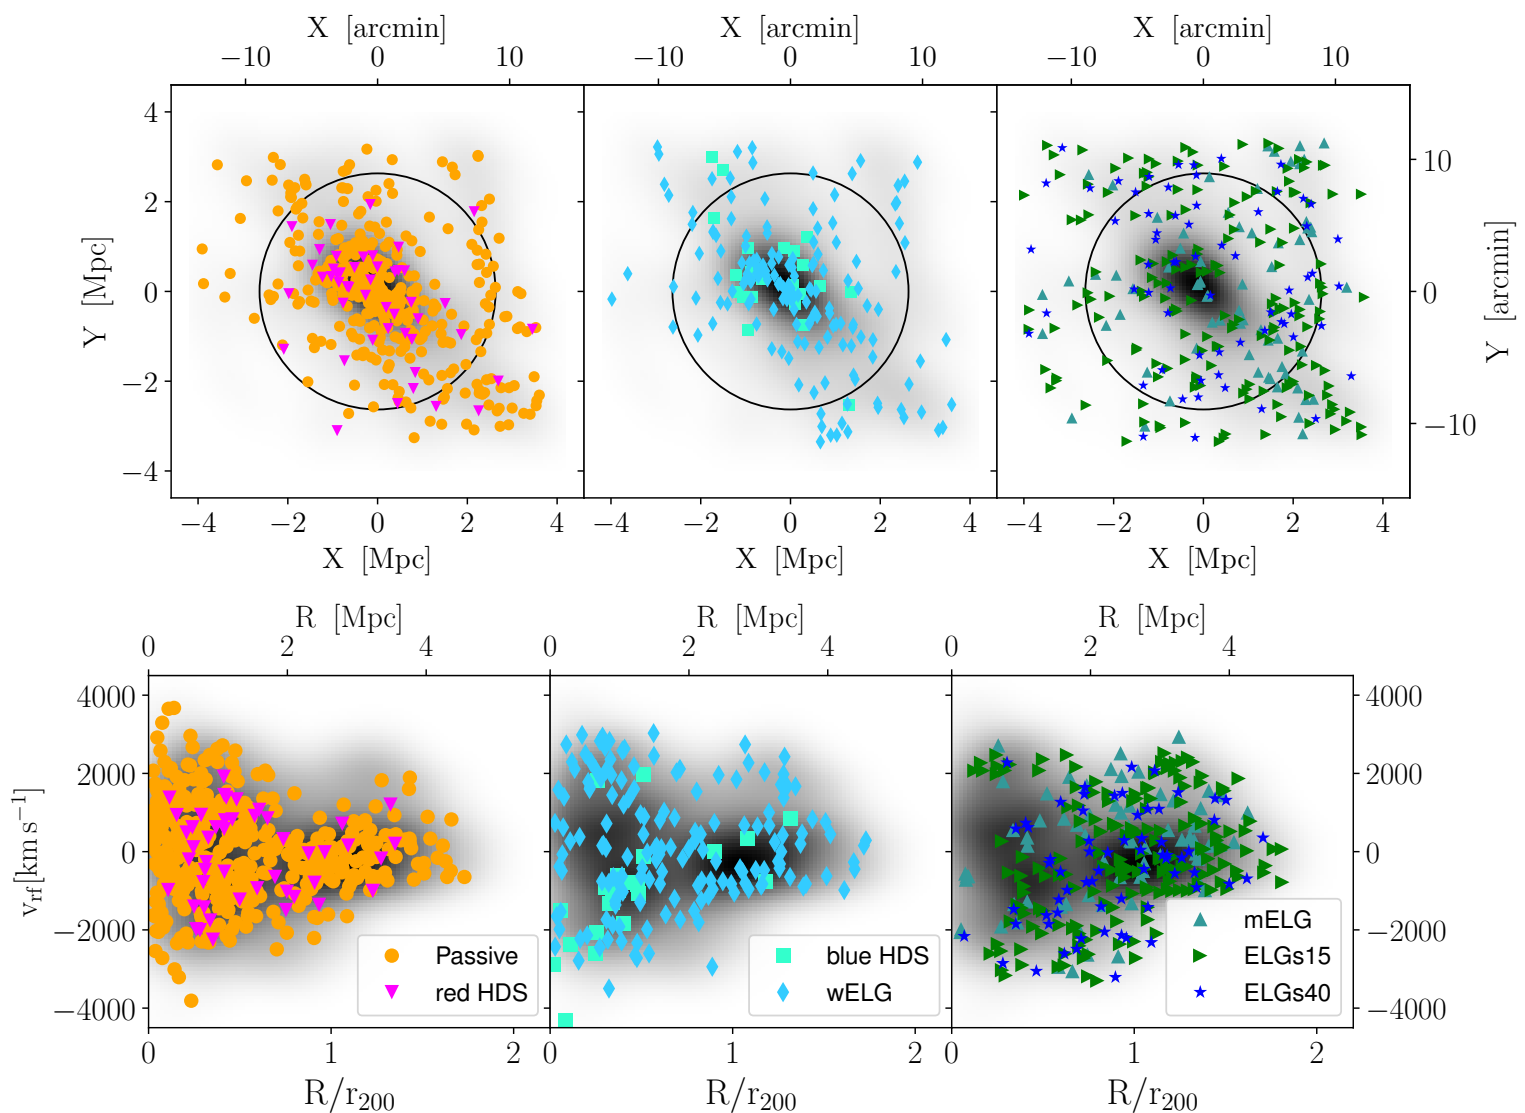 X [arcmin] X [arcmin] X [arcmin]
−10 0 10 −10 0 10 −10 0 10
4
2
0
−2
−4
Y [Mpc]
10
0
−10
Y [arcmin]
−4 −2 0 2 4 −4 −2 0 2 4 −4 −2 0 2 4
X [Mpc] X [Mpc] X [Mpc]
R [Mpc] R [Mpc] R [Mpc]
0 2 4 0 2 4 0 2 4
4000 4000
2000 2000
0 0
−2000 −2000
−4000 −4000
v_rf[km s⁻¹]
Passive
red HDS
blue HDS
wELG
mELG
ELGs15
ELGs40
0 1 2 0 1 2 0 1 2
R/r₂₀₀ R/r₂₀₀ R/r₂₀₀